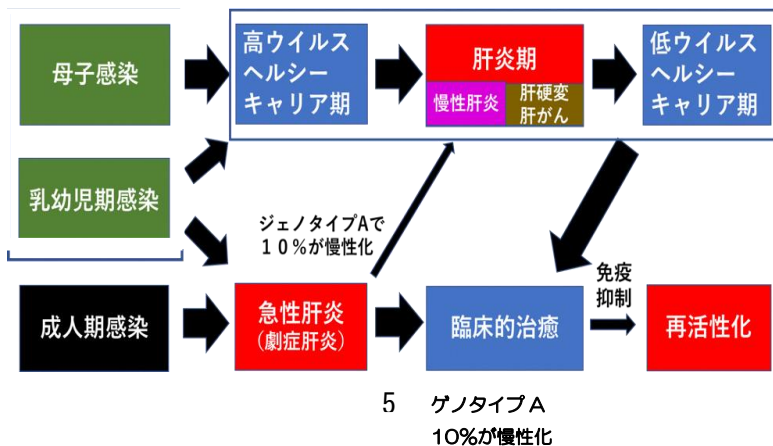 母子感染
高ウイルス
ヘルシー
キャリア期
肝炎期
慢性肝炎
肝硬変
肝がん
低ウイルス
ヘルシー
キャリア期
乳幼児期感染
ジェノタイプAで
１０％が慢性化
成人期感染
急性肝炎
(劇症肝炎)
臨床的治癒
免疫
抑制
再活性化
5 ゲノタイプ A
10%が慢性化